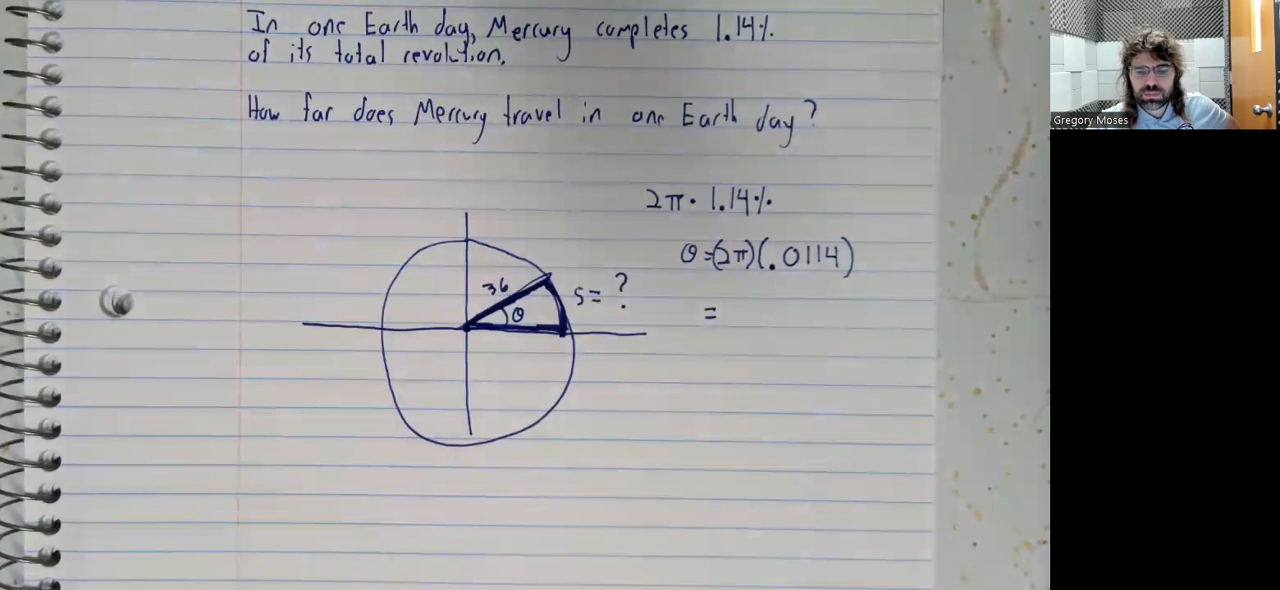 In one Earth day, Mercury completes 1.14%
of its total revolution.
How far does Mercury travel in one Earth day?
2π · 1.14%
θ=(2π)(.0114)
=
36
θ
s = ?
Gregory Moses